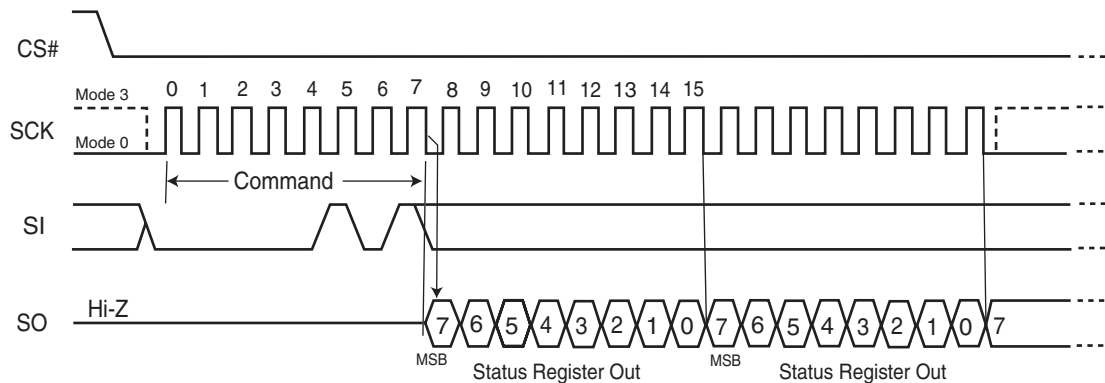 CS#
Mode 3
0 1 2 3 4 5 6 7 8 9 10 11 12 13 14 15
SCK
Mode 0
Command
SI
Hi-Z
SO
7 6 5 4 3 2 1 0 7 6 5 4 3 2 1 0 7
MSB Status Register Out MSB Status Register Out